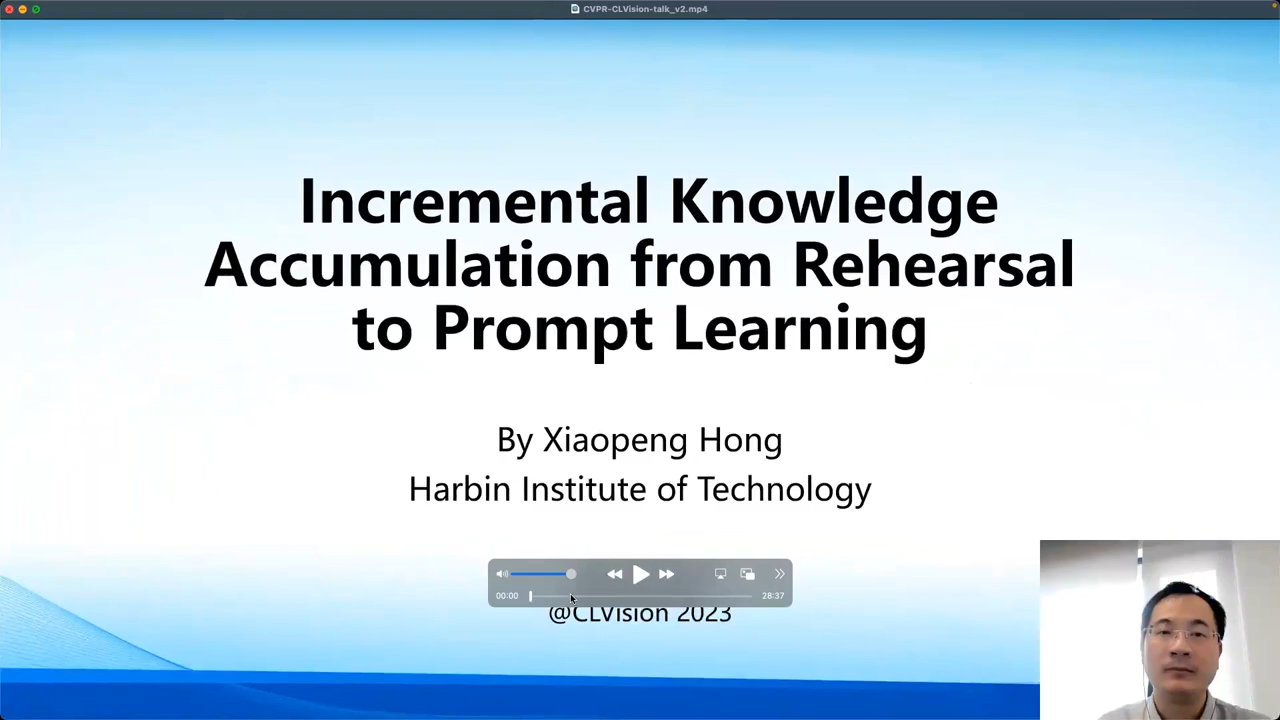 CVPR-CLVision-talk_v2.mp4
Incremental Knowledge
Accumulation from Rehearsal
to Prompt Learning
By Xiaopeng Hong
Harbin Institute of Technology
00:00
28:37
@CLVision 2023